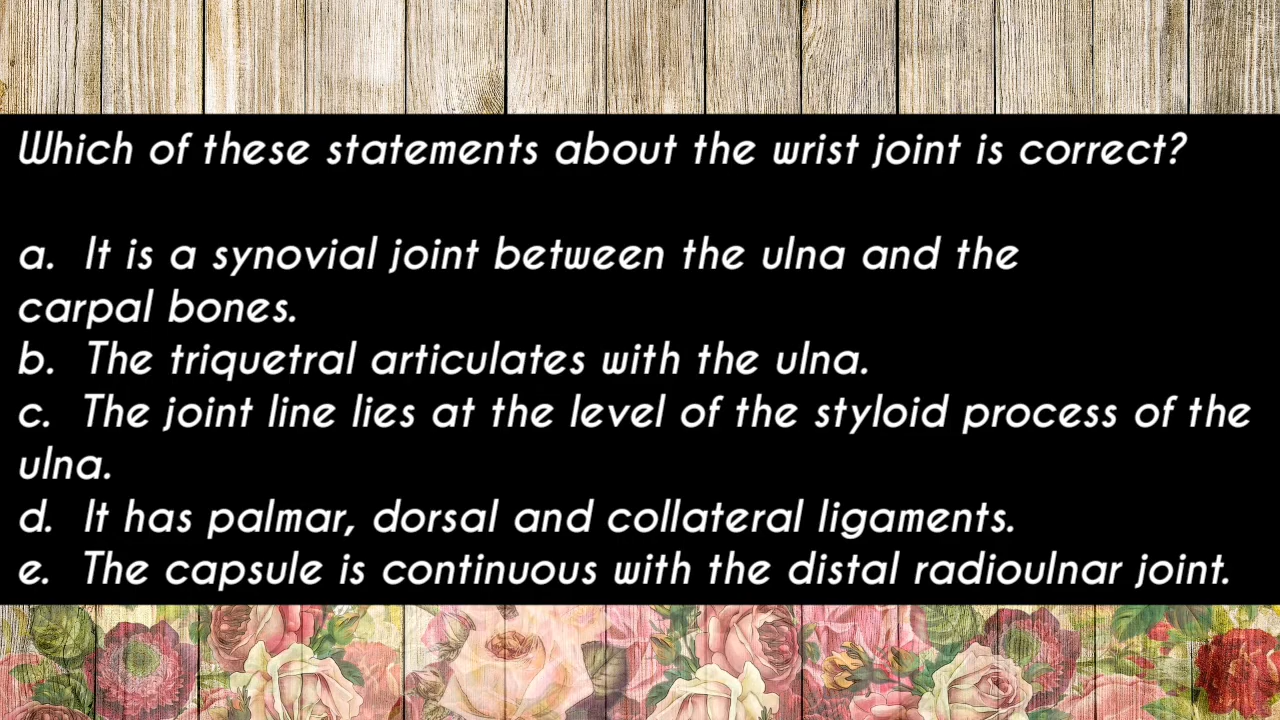 Which of these statements about the wrist joint is correct?
a. It is a synovial joint between the ulna and the
carpal bones.
b. The triquetral articulates with the ulna.
c. The joint line lies at the level of the styloid process of the
ulna.
d. It has palmar, dorsal and collateral ligaments.
e. The capsule is continuous with the distal radioulnar joint.